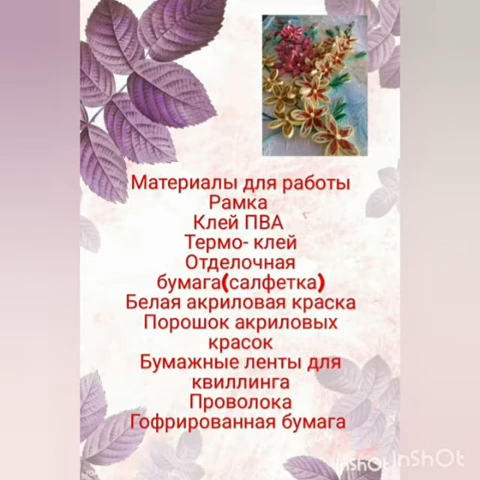 Материалы для работы
Рамка
Клей ПВА
Термо- клей
Отделочная
бумага(салфетка)
Белая акриловая краска
Порошок акриловых
красок
Бумажные ленты для
квиллинга
Проволока
Гофрированная бумага
InShOt InShOt